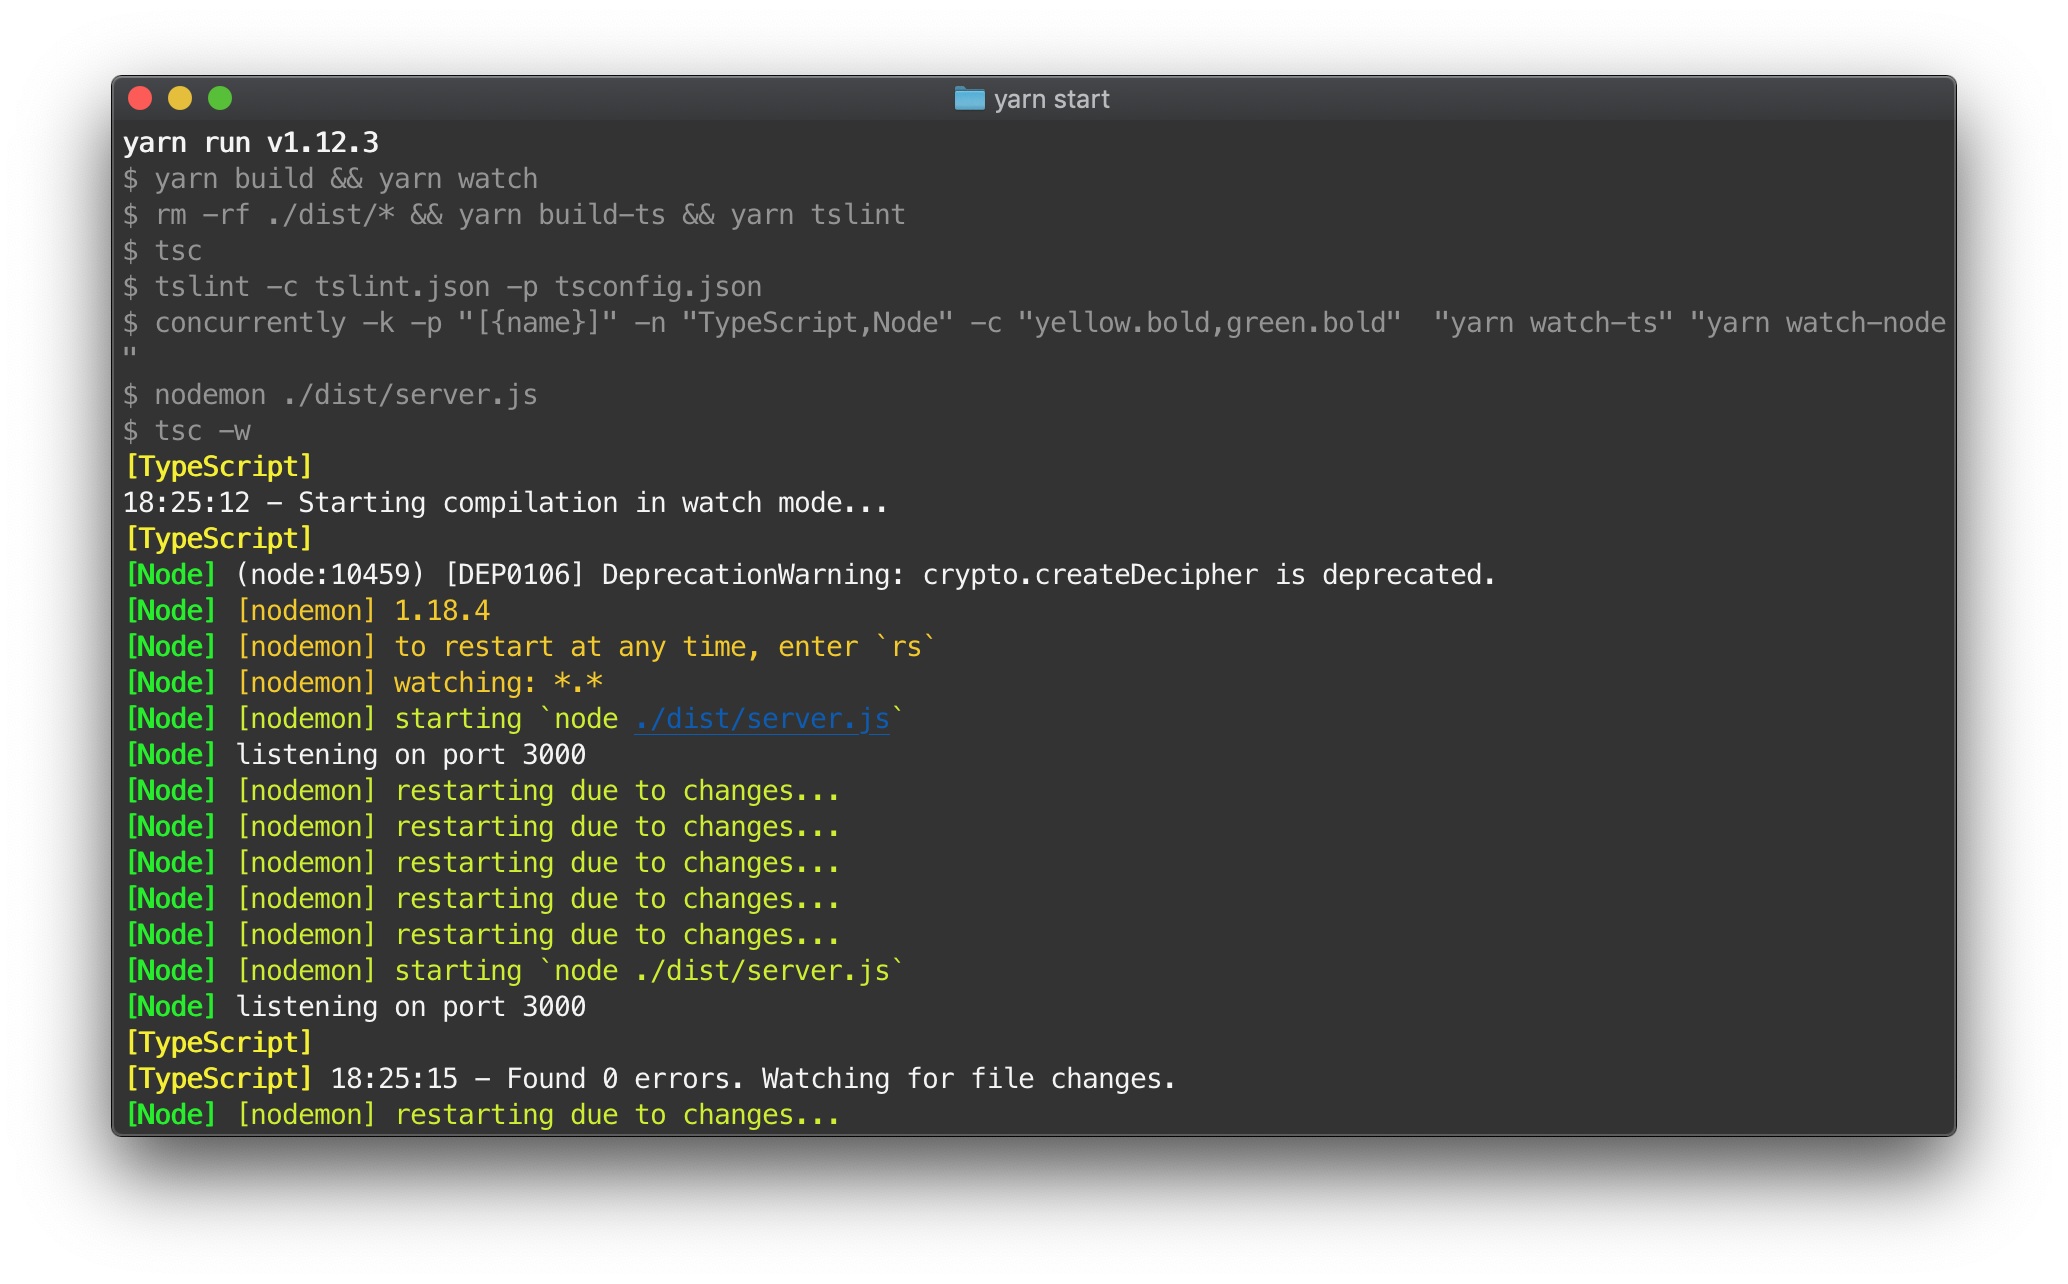 yarn start
yarn run v1.12.3
$ yarn build && yarn watch
$ rm -rf ./dist/* && yarn build-ts && yarn tslint
$ tsc
$ tslint -c tslint.json -p tsconfig.json
$ concurrently -k -p "[{name}]" -n "TypeScript,Node" -c "yellow.bold,green.bold"  "yarn watch-ts" "yarn watch-node
"
$ nodemon ./dist/server.js
$ tsc -w
[TypeScript]
18:25:12 - Starting compilation in watch mode...
[TypeScript]
[Node] (node:10459) [DEP0106] DeprecationWarning: crypto.createDecipher is deprecated.
[Node] [nodemon] 1.18.4
[Node] [nodemon] to restart at any time, enter `rs`
[Node] [nodemon] watching: *.*
[Node] [nodemon] starting `node ./dist/server.js`
[Node] listening on port 3000
[Node] [nodemon] restarting due to changes...
[Node] [nodemon] restarting due to changes...
[Node] [nodemon] restarting due to changes...
[Node] [nodemon] restarting due to changes...
[Node] [nodemon] restarting due to changes...
[Node] [nodemon] starting `node ./dist/server.js`
[Node] listening on port 3000
[TypeScript]
[TypeScript] 18:25:15 - Found 0 errors. Watching for file changes.
[Node] [nodemon] restarting due to changes...